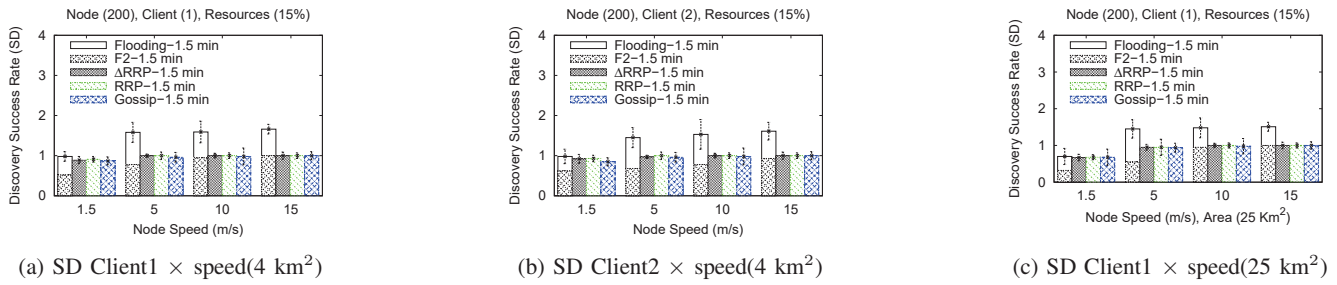 Node (200), Client (1), Resources (15%)
Discovery Success Rate (SD)
4
3
2
1
0
Flooding−1.5 min
F2−1.5 min
ΔRRP−1.5 min
RRP−1.5 min
Gossip−1.5 min
1.5 5 10 15
Node Speed (m/s)
(a) SD Client1 × speed(4 km²)
Node (200), Client (2), Resources (15%)
Discovery Success Rate (SD)
4
3
2
1
0
Flooding−1.5 min
F2−1.5 min
ΔRRP−1.5 min
RRP−1.5 min
Gossip−1.5 min
1.5 5 10 15
Node Speed (m/s)
(b) SD Client2 × speed(4 km²)
Node (200), Client (1), Resources (15%)
Discovery Success Rate (SD)
4
3
2
1
0
Flooding−1.5 min
F2−1.5 min
ΔRRP−1.5 min
RRP−1.5 min
Gossip−1.5 min
1.5 5 10 15
Node Speed (m/s), Area (25 Km²)
(c) SD Client1 × speed(25 km²)